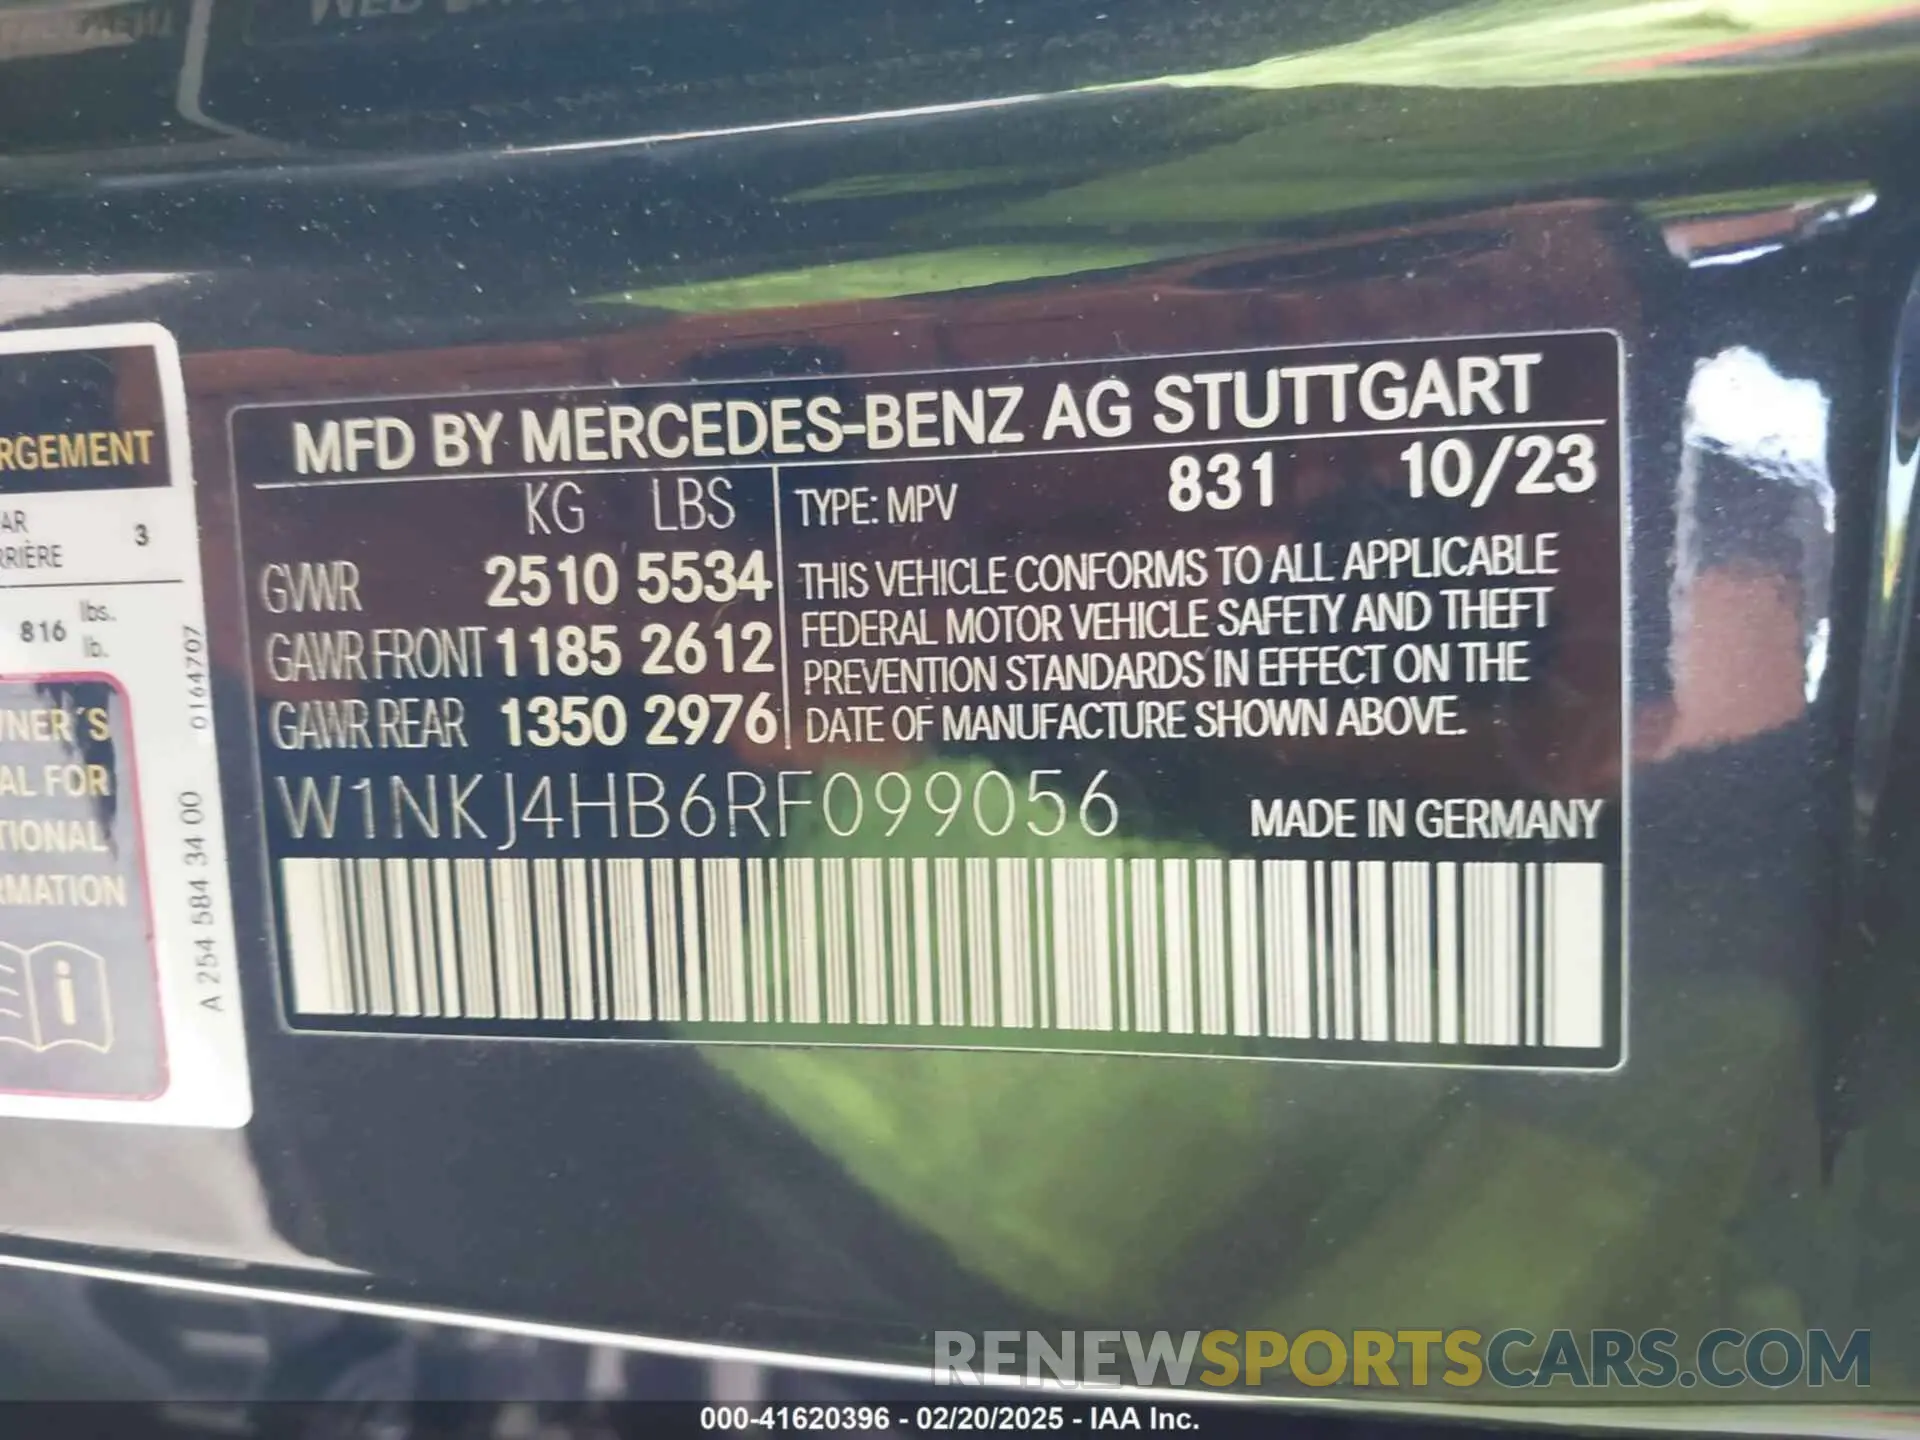 RGEMENT
AR
RRIÈRE
3
816 lbs.
lb.
NER´S
AL FOR
TIONAL
RMATION
i
A 254 584 34 00 0164707
MFD BY MERCEDES-BENZ AG STUTTGART
KG LBS
TYPE: MPV 831 10/23
GVWR 2510 5534
GAWR FRONT 1185 2612
GAWR REAR 1350 2976
THIS VEHICLE CONFORMS TO ALL APPLICABLE
FEDERAL MOTOR VEHICLE SAFETY AND THEFT
PREVENTION STANDARDS IN EFFECT ON THE
DATE OF MANUFACTURE SHOWN ABOVE.
W1NKJ4HB6RF099056
MADE IN GERMANY
RENEWSPORTSCARS.COM
000-41620396 - 02/20/2025 - IAA Inc.